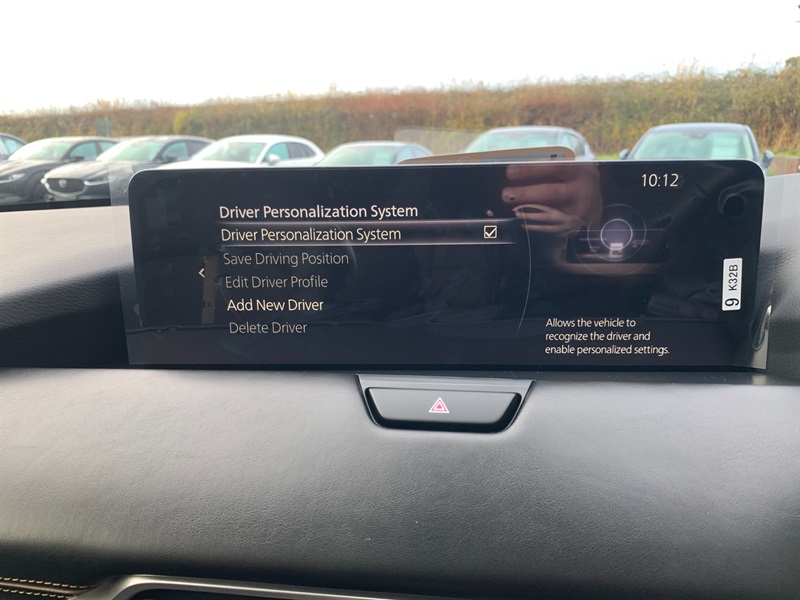 10:12
Driver Personalization System
Driver Personalization System
Save Driving Position
Edit Driver Profile
Add New Driver
Delete Driver
Allows the vehicle to
recognize the driver and
enable personalized settings.
9 K32B